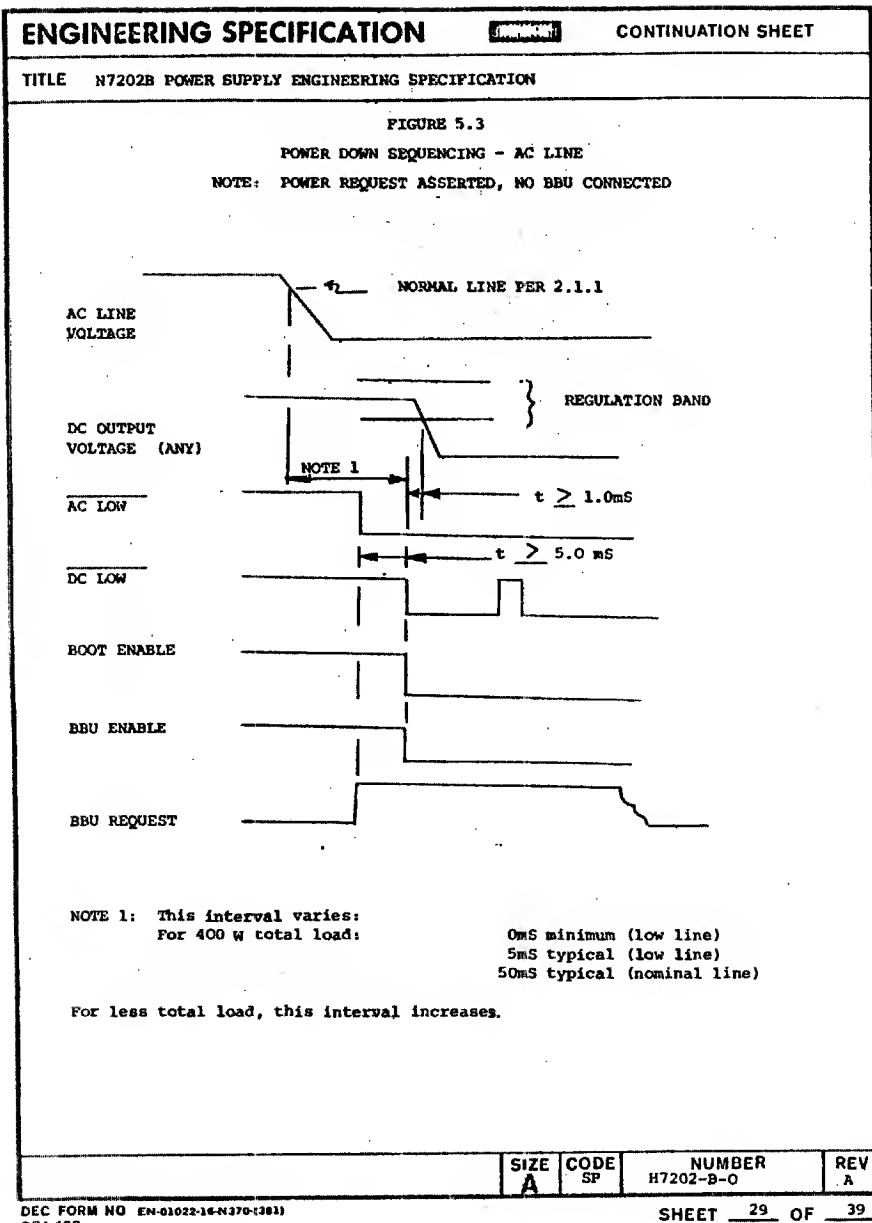 ENGINEERING SPECIFICATION CONTINUATION SHEET
TITLE H7202B POWER SUPPLY ENGINEERING SPECIFICATION
FIGURE 5.3
POWER DOWN SEQUENCING - AC LINE
NOTE: POWER REQUEST ASSERTED, NO BBU CONNECTED
NORMAL LINE PER 2.1.1
AC LINE
VOLTAGE
REGULATION BAND
DC OUTPUT
VOLTAGE (ANY)
NOTE 1
t ≥ 1.0mS
AC LOW
t ≥ 5.0 mS
DC LOW
BOOT ENABLE
BBU ENABLE
BBU REQUEST
NOTE 1: This interval varies:
For 400 W total load: 0mS minimum (low line)
5mS typical (low line)
50mS typical (nominal line)
For less total load, this interval increases.
SIZE CODE NUMBER REV
A SP H7202-B-0 A
DEC FORM NO EN-01022-16-N370-(381)
SHEET 29 OF 39